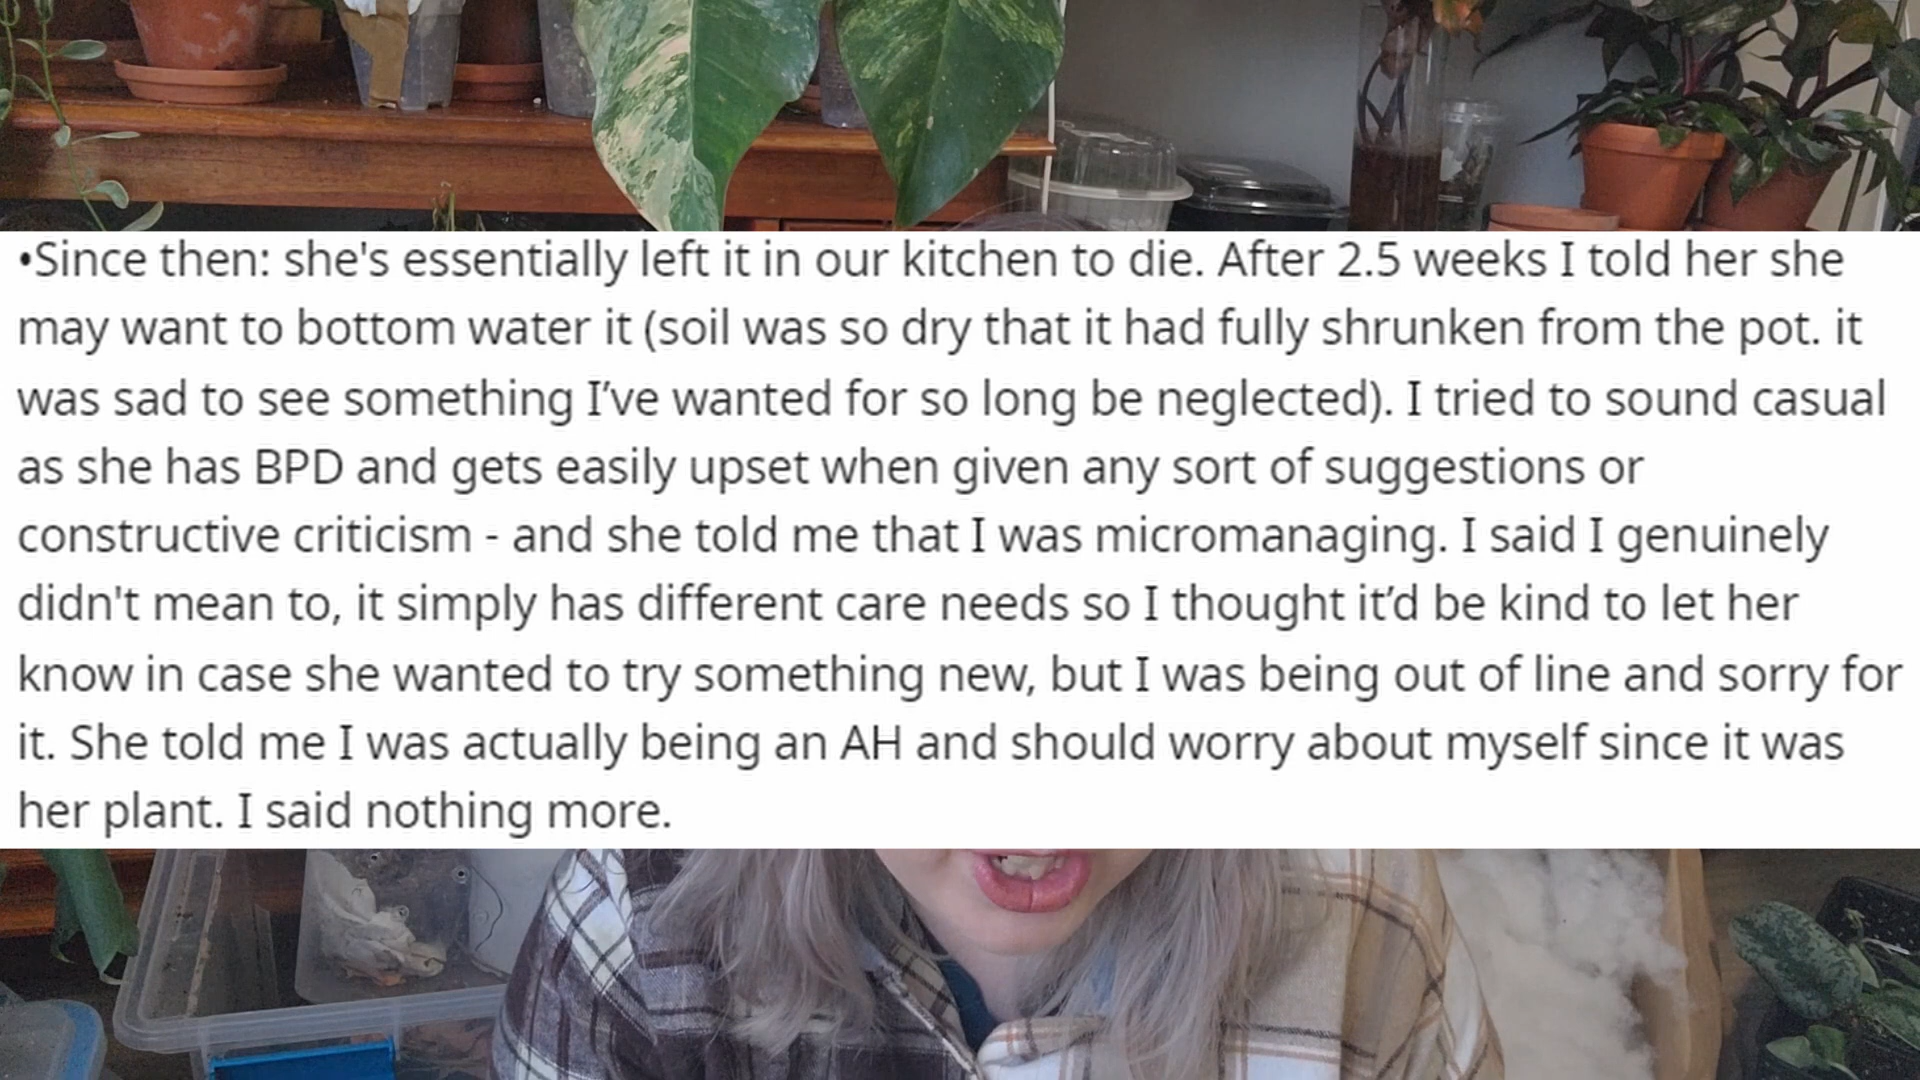 •Since then: she's essentially left it in our kitchen to die. After 2.5 weeks I told her she
may want to bottom water it (soil was so dry that it had fully shrunken from the pot. it
was sad to see something I’ve wanted for so long be neglected). I tried to sound casual
as she has BPD and gets easily upset when given any sort of suggestions or
constructive criticism - and she told me that I was micromanaging. I said I genuinely
didn't mean to, it simply has different care needs so I thought it’d be kind to let her
know in case she wanted to try something new, but I was being out of line and sorry for
it. She told me I was actually being an AH and should worry about myself since it was
her plant. I said nothing more.